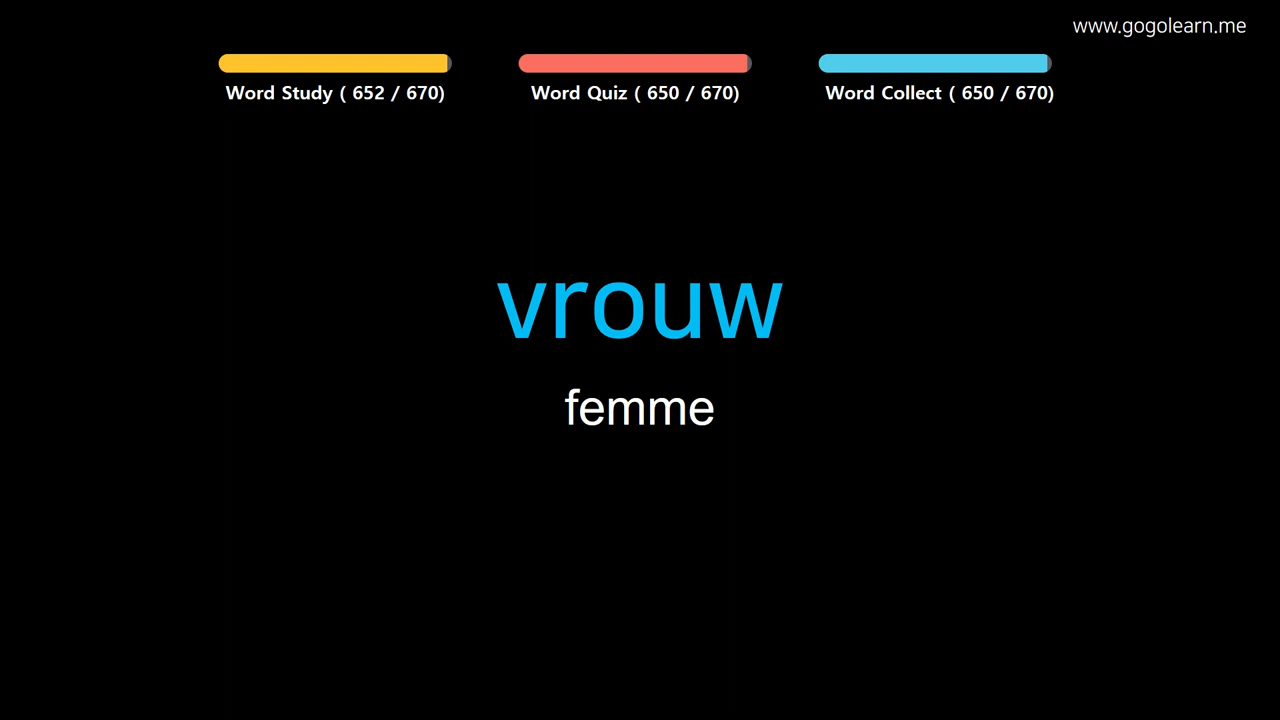 www.gogolearn.me
Word Study ( 652 / 670)
Word Quiz ( 650 / 670)
Word Collect ( 650 / 670)
vrouw
femme